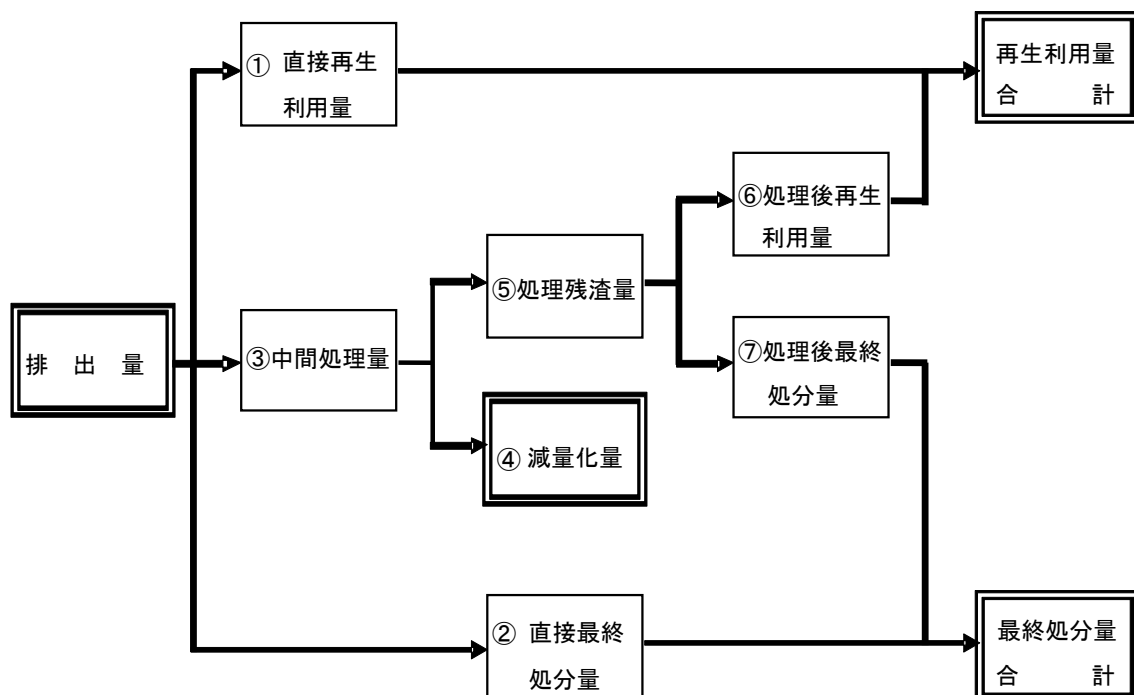 ① 直接再生
利用量
再生利用量
合　　計
⑥処理後再生
利用量
⑤処理残渣量
排　出　量
③中間処理量
⑦処理後最終
処分量
④ 減量化量
② 直接最終
処分量
最終処分量
合　　計